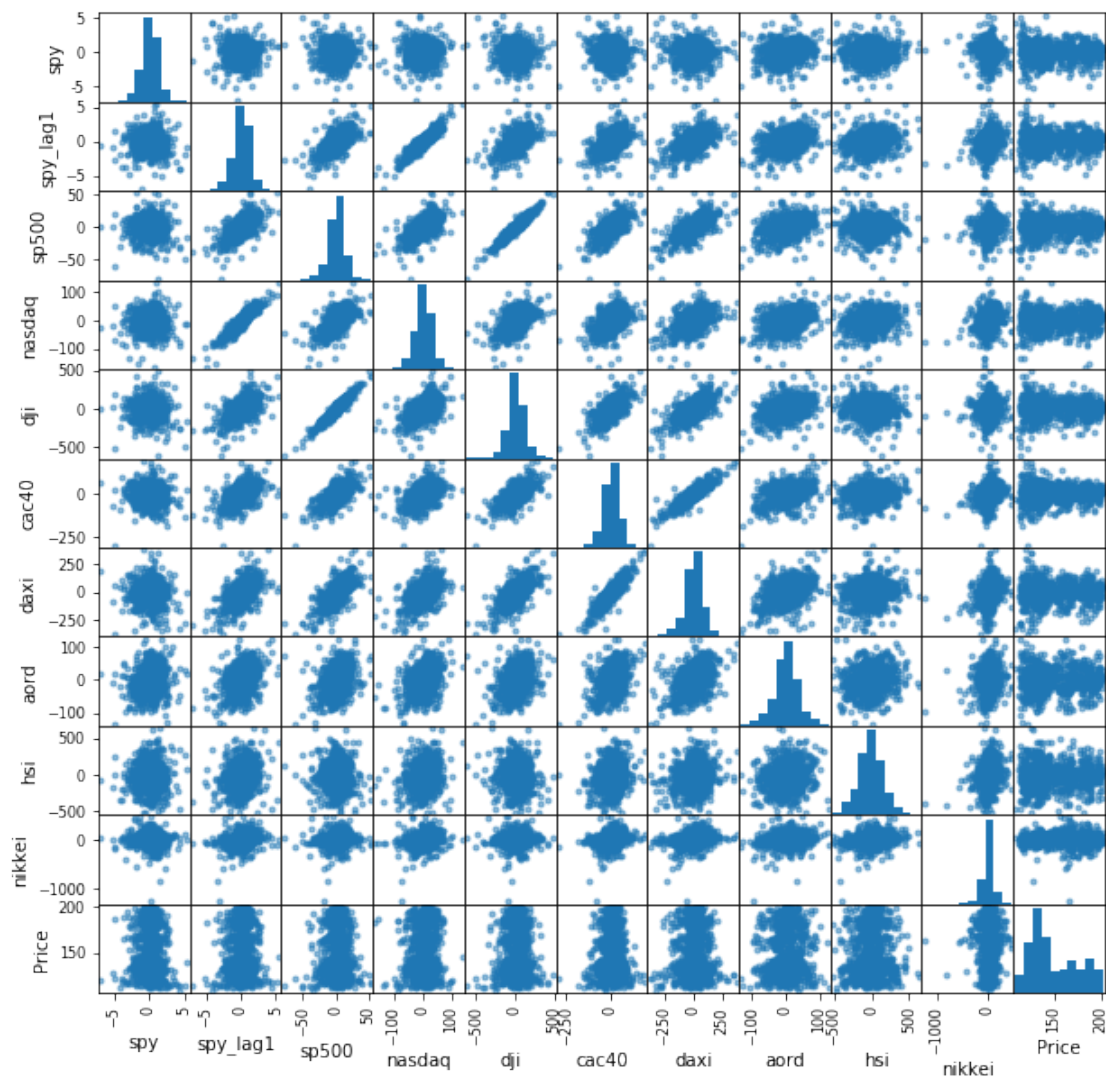 spy
5
0
−5
spy_lag1
5
0
−5
sp500
50
0
−50
nasdaq
100
0
−100
dji
500
0
−500
cac40
0
−250
daxi
250
0
−250
aord
100
0
−100
hsi
500
0
−500
nikkei
0
−1000
Price
200
150
−5 0 5 −5 0 5 −50 0 50 −100 0 100 −500 0 500 −250 0 −250 0 250 −100 0 100 −500 0 500 −1000 0 150 200
spy spy_lag1 sp500 nasdaq dji cac40 daxi aord hsi nikkei Price